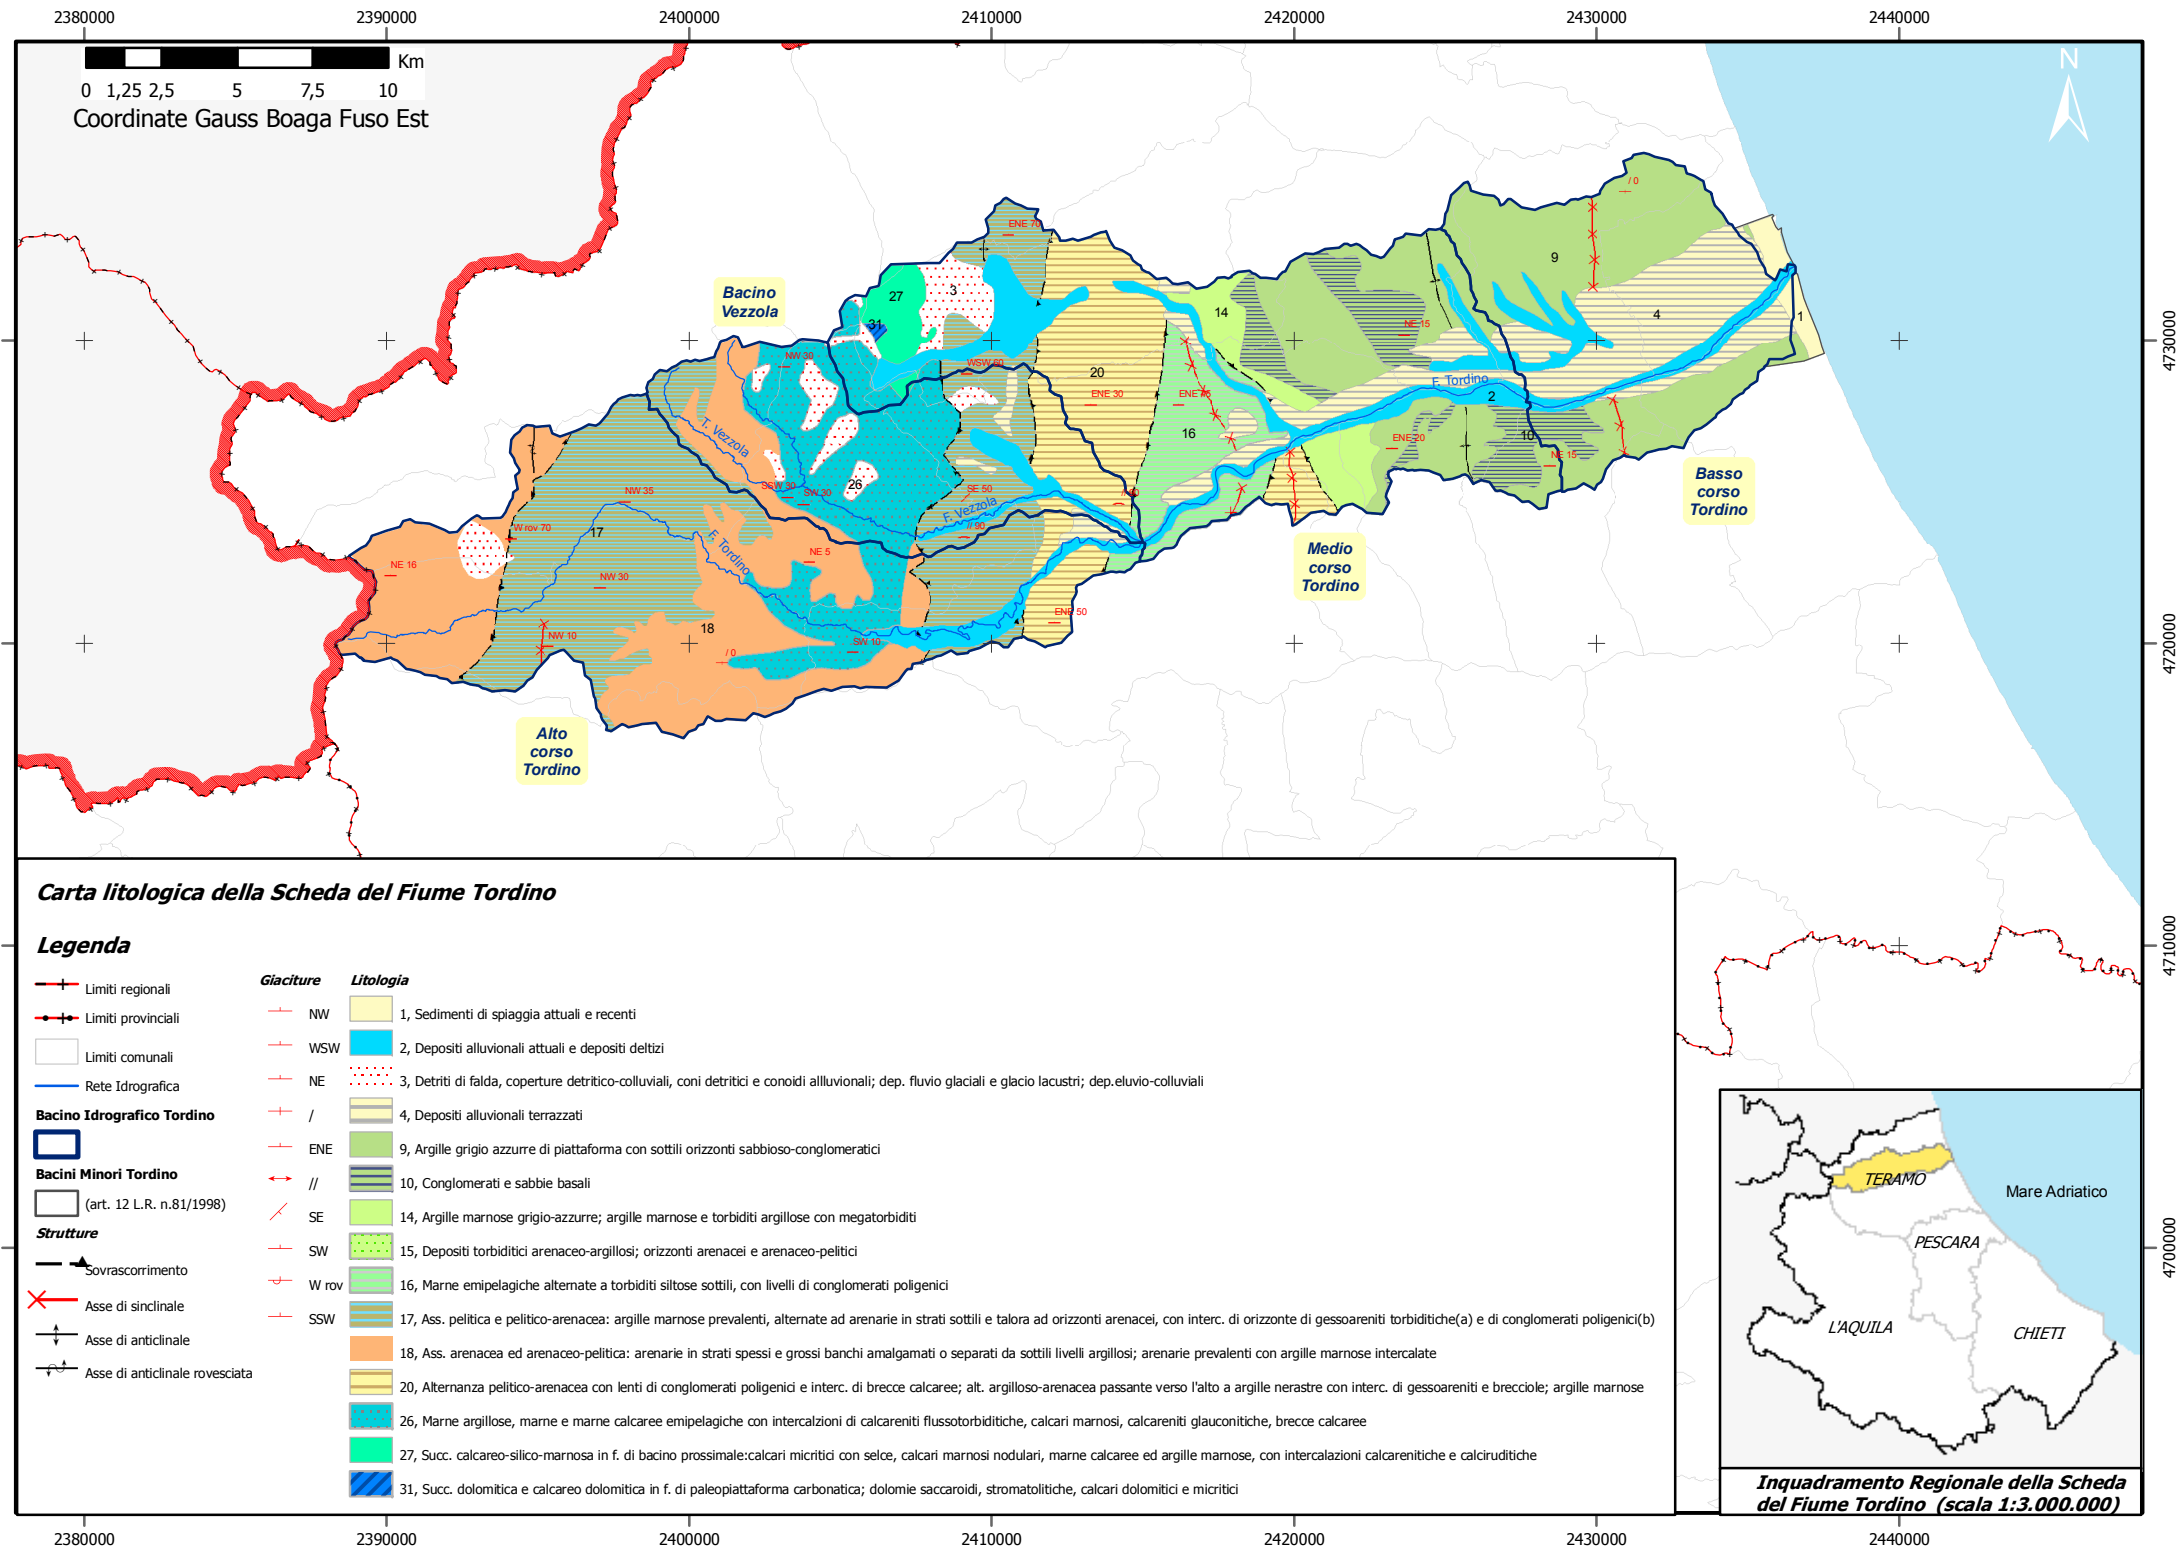 2380000 2390000 2400000 2410000 2420000 2430000 2440000
Km
0 1,25 2,5 5 7,5 10
Coordinate Gauss Boaga Fuso Est
N
4730000
4720000
4710000
4700000
Bacino
Vezzola
Alto
corso
Tordino
Medio
corso
Tordino
Basso
corso
Tordino
/ 0
ENE 70
9
27
3
31
14
4
1
NE 15
NW 30
WSW 60
20
ENE 30
F. Tordino
2
16
10
ENE 20
NE 15
T. Vezzola
SSW 30
SW 30
26
SE 50
F. Vezzola
// 90
NW 35
W rov 70
17
F. Tordino
NE 5
NE 16
NW 30
ENE 50
NW 10
18
SW 10
/ 0
Carta litologica della Scheda del Fiume Tordino
Legenda
Limiti regionali
Limiti provinciali
Limiti comunali
Rete Idrografica
Bacino Idrografico Tordino
Bacini Minori Tordino
(art. 12 L.R. n.81/1998)
Strutture
Sovrascorrimento
Asse di sinclinale
Asse di anticlinale
Asse di anticlinale rovesciata
Giaciture
NW
WSW
NE
/
ENE
//
SE
SW
W rov
SSW
Litologia
1, Sedimenti di spiaggia attuali e recenti
2, Depositi alluvionali attuali e depositi deltizi
3, Detriti di falda, coperture detritico-colluviali, coni detritici e conoidi allluvionali; dep. fluvio glaciali e glacio lacustri; dep.eluvio-colluviali
4, Depositi alluvionali terrazzati
9, Argille grigio azzurre di piattaforma con sottili orizzonti sabbioso-conglomeratici
10, Conglomerati e sabbie basali
14, Argille marnose grigio-azzurre; argille marnose e torbiditi argillose con megatorbiditi
15, Depositi torbiditici arenaceo-argillosi; orizzonti arenacei e arenaceo-pelitici
16, Marne emipelagiche alternate a torbiditi siltose sottili, con livelli di conglomerati poligenici
17, Ass. pelitica e pelitico-arenacea: argille marnose prevalenti, alternate ad arenarie in strati sottili e talora ad orizzonti arenacei, con interc. di orizzonte di gessoareniti torbiditiche(a) e di conglomerati poligenici(b)
18, Ass. arenacea ed arenaceo-pelitica: arenarie in strati spessi e grossi banchi amalgamati o separati da sottili livelli argillosi; arenarie prevalenti con argille marnose intercalate
20, Alternanza pelitico-arenacea con lenti di conglomerati poligenici e interc. di brecce calcaree; alt. argilloso-arenacea passante verso l'alto a argille nerastre con interc. di gessoareniti e brecciole; argille marnose
26, Marne argillose, marne e marne calcaree emipelagiche con intercalzioni di calcareniti flussotorbiditiche, calcari marnosi, calcareniti glauconitiche, brecce calcaree
27, Succ. calcareo-silico-marnosa in f. di bacino prossimale:calcari micritici con selce, calcari marnosi nodulari, marne calcaree ed argille marnose, con intercalazioni calcarenitiche e calciruditiche
31, Succ. dolomitica e calcareo dolomitica in f. di paleopiattaforma carbonatica; dolomie saccaroidi, stromatolitiche, calcari dolomitici e micritici
TERAMO
Mare Adriatico
PESCARA
L'AQUILA
CHIETI
Inquadramento Regionale della Scheda
del Fiume Tordino (scala 1:3.000.000)
2380000 2390000 2400000 2410000 2420000 2430000 2440000